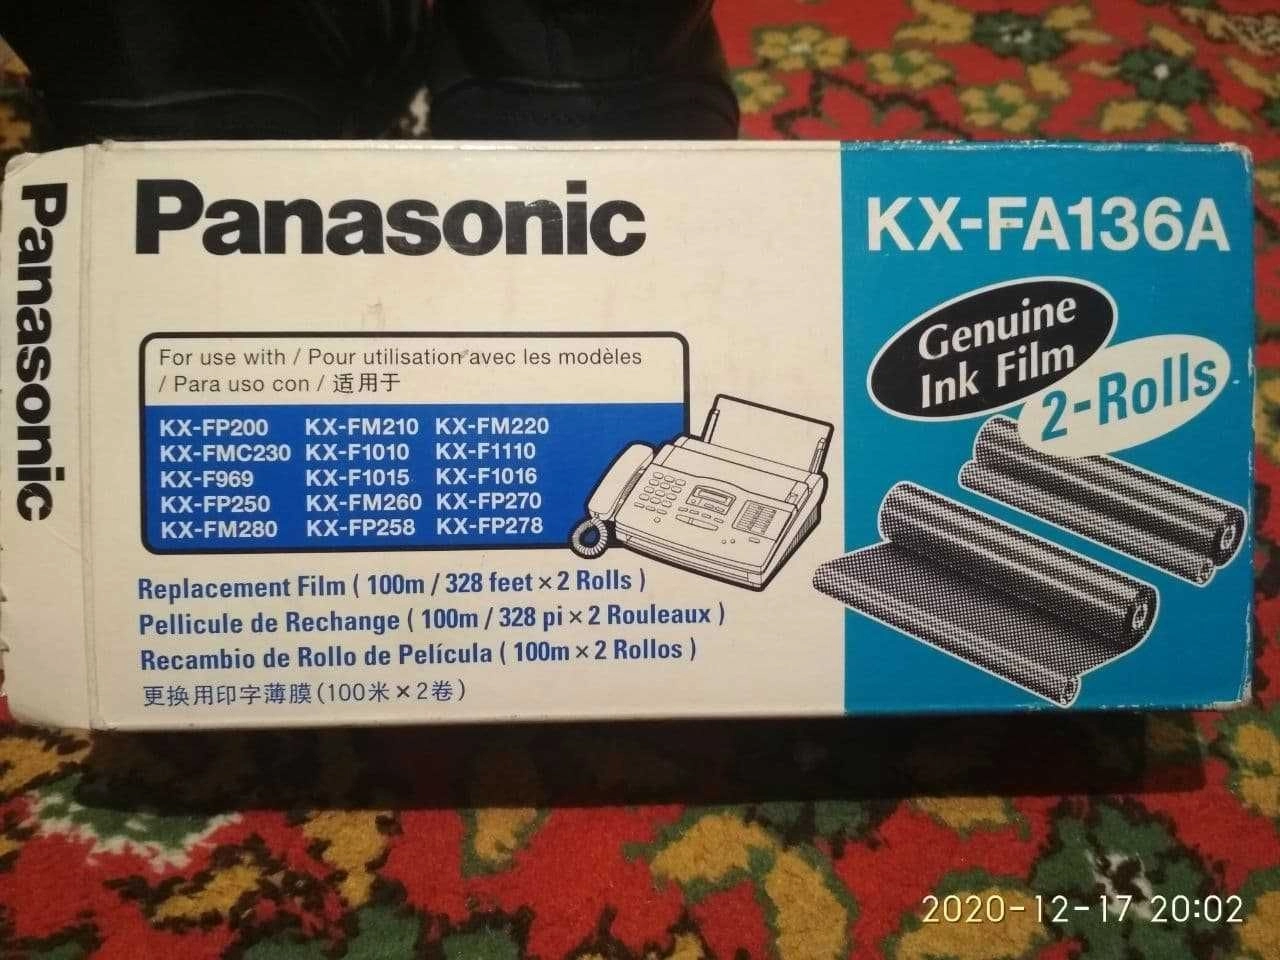 Panasonic
Panasonic
KX-FA136A
Genuine
Ink Film
2-Rolls
For use with / Pour utilisation avec les modèles
/ Para uso con / 适用于
KX-FP200 KX-FM210 KX-FM220
KX-FMC230 KX-F1010 KX-F1110
KX-F969 KX-F1015 KX-F1016
KX-FP250 KX-FM260 KX-FP270
KX-FM280 KX-FP258 KX-FP278
Replacement Film ( 100m / 328 feet × 2 Rolls )
Pellicule de Rechange ( 100m / 328 pi × 2 Rouleaux )
Recambio de Rollo de Película ( 100m × 2 Rollos )
更换用印字薄膜(100米 × 2卷)
2020-12-17 20:02